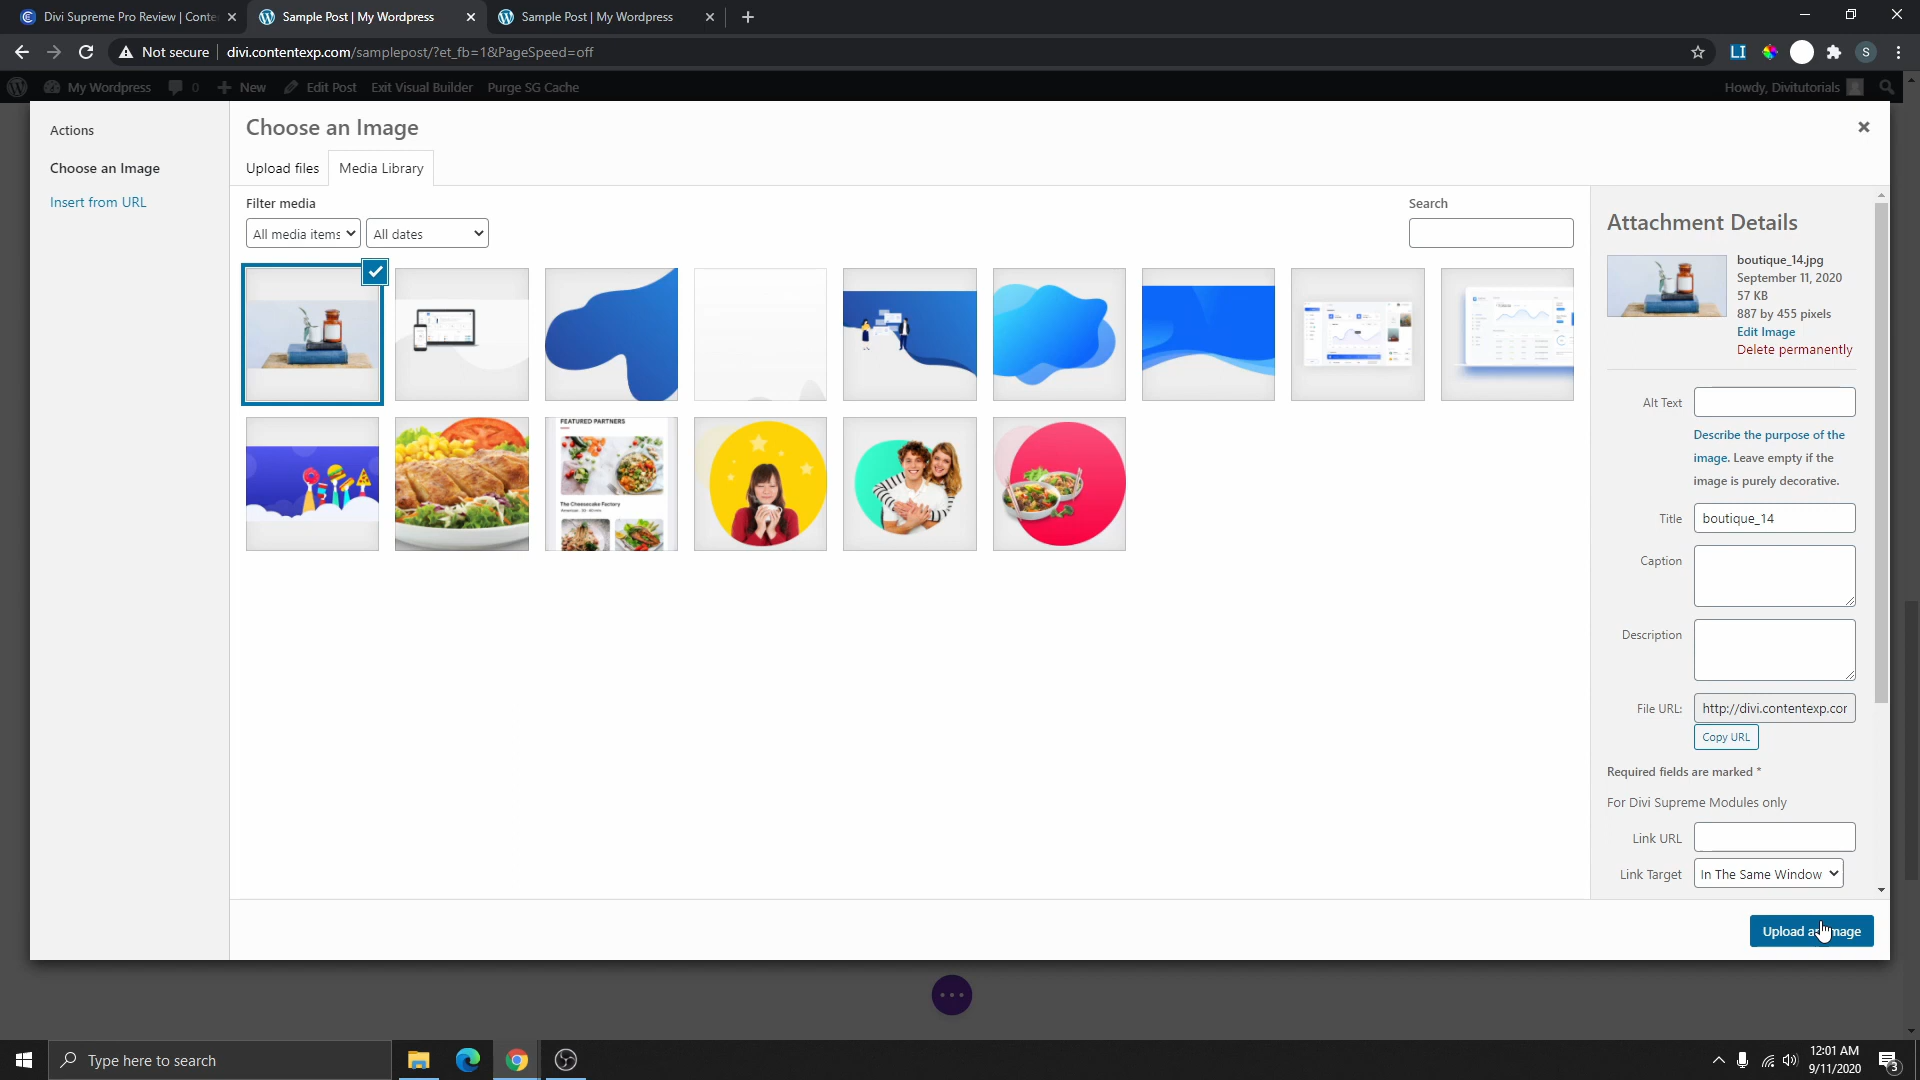 Divi Supreme Pro Review | Conte
Sample Post | My Wordpress
Sample Post | My Wordpress
Not secure
divi.contentexp.com/samplepost/?et_fb=1&PageSpeed=off
LI
S
My Wordpress
0
New
Edit Post
Exit Visual Builder
Purge SG Cache
Howdy, Divitutorials
Actions
Choose an Image
Insert from URL
Choose an Image
Upload files
Media Library
Filter media
All media items
All dates
Search
FEATURED PARTNERS
The Cheesecake Factory
Attachment Details
boutique_14.jpg
September 11, 2020
57 KB
887 by 455 pixels
Edit Image
Delete permanently
Alt Text
Describe the purpose of the
image. Leave empty if the
image is purely decorative.
Title
boutique_14
Caption
Description
File URL:
http://divi.contentexp.cor
Copy URL
Required fields are marked *
For Divi Supreme Modules only
Link URL
Link Target
In The Same Window
Upload an Image
Type here to search
12:01 AM
9/11/2020
3